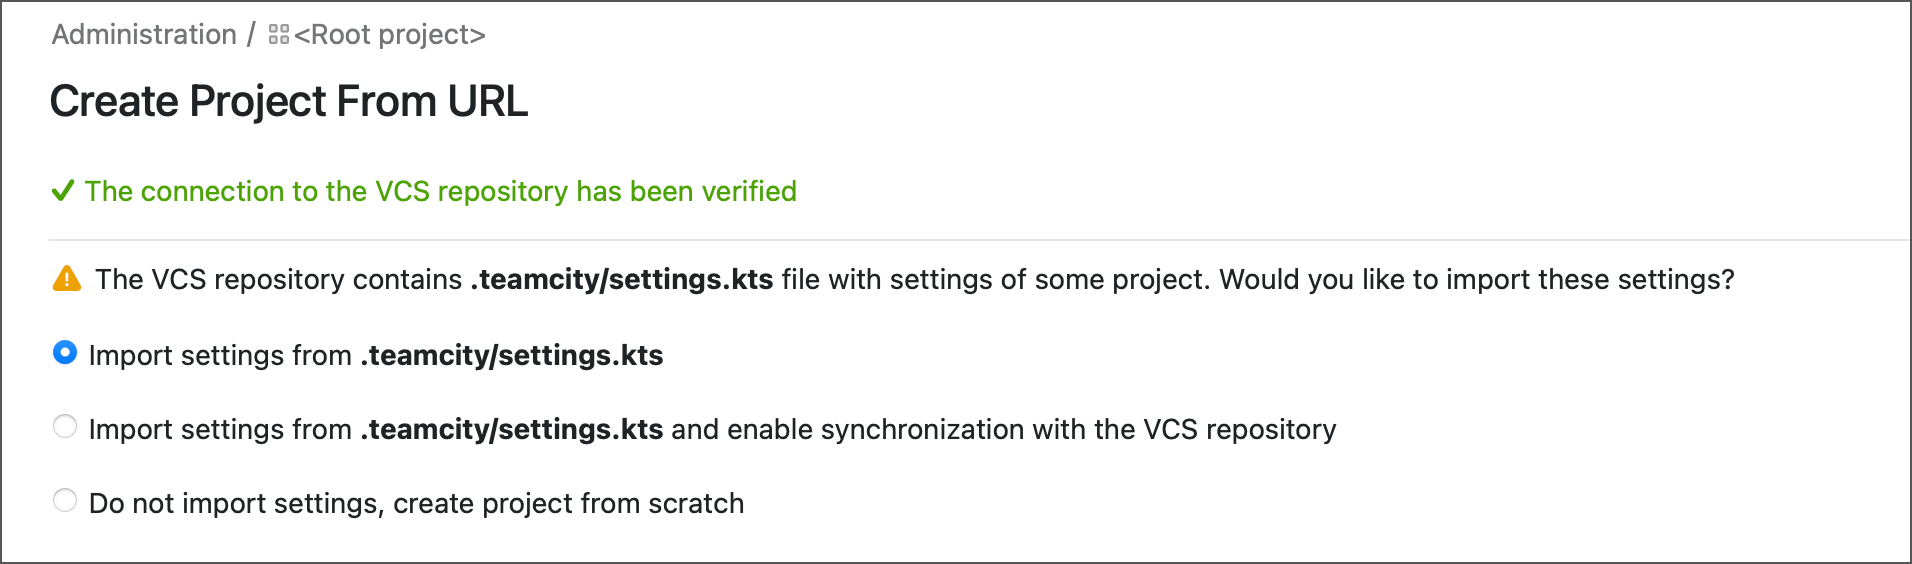 Administration / <Root project>
Create Project From URL
The connection to the VCS repository has been verified
The VCS repository contains .teamcity/settings.kts file with settings of some project. Would you like to import these settings?
Import settings from .teamcity/settings.kts
Import settings from .teamcity/settings.kts and enable synchronization with the VCS repository
Do not import settings, create project from scratch